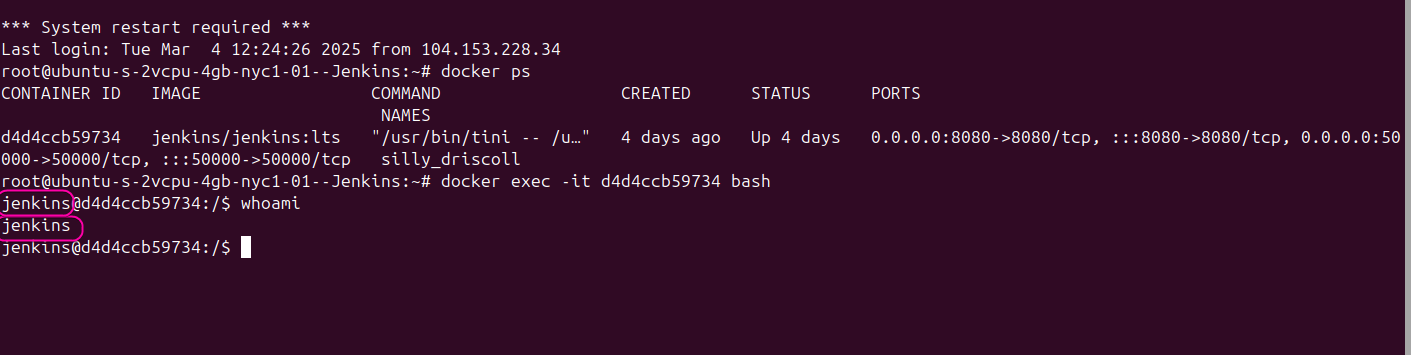 *** System restart required ***
Last login: Tue Mar  4 12:24:26 2025 from 104.153.228.34
root@ubuntu-s-2vcpu-4gb-nyc1-01--Jenkins:~# docker ps
CONTAINER ID   IMAGE                 COMMAND                  CREATED      STATUS      PORTS
                                      NAMES
d4d4ccb59734   jenkins/jenkins:lts   "/usr/bin/tini -- /u…"   4 days ago   Up 4 days   0.0.0.0:8080->8080/tcp, :::8080->8080/tcp, 0.0.0.0:50
000->50000/tcp, :::50000->50000/tcp   silly_driscoll
root@ubuntu-s-2vcpu-4gb-nyc1-01--Jenkins:~# docker exec -it d4d4ccb59734 bash
jenkins@d4d4ccb59734:/$ whoami
jenkins
jenkins@d4d4ccb59734:/$